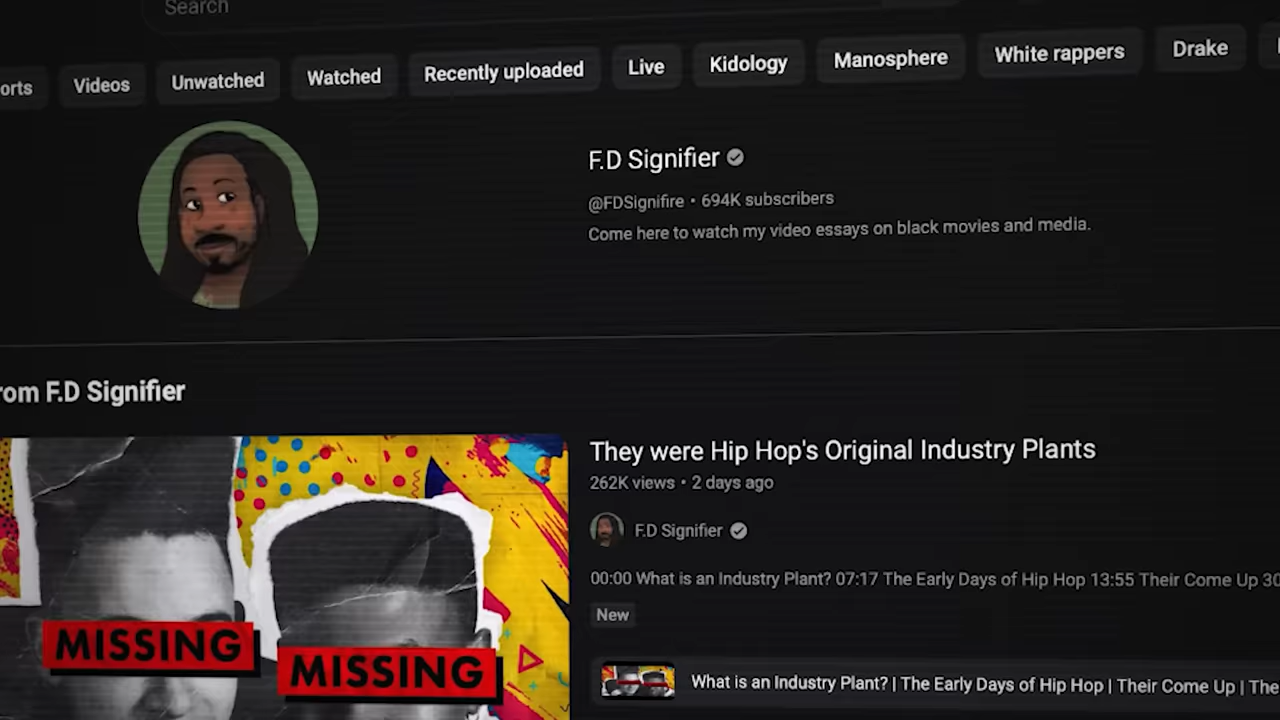 Search
orts
Videos
Unwatched
Watched
Recently uploaded
Live
Kidology
Manosphere
White rappers
Drake
F.D Signifier
@FDSignifire • 694K subscribers
Come here to watch my video essays on black movies and media.
rom F.D Signifier
They were Hip Hop's Original Industry Plants
262K views • 2 days ago
F.D Signifier
00:00 What is an Industry Plant? 07:17 The Early Days of Hip Hop 13:55 Their Come Up 30
New
MISSING
MISSING
What is an Industry Plant? | The Early Days of Hip Hop | Their Come Up | The